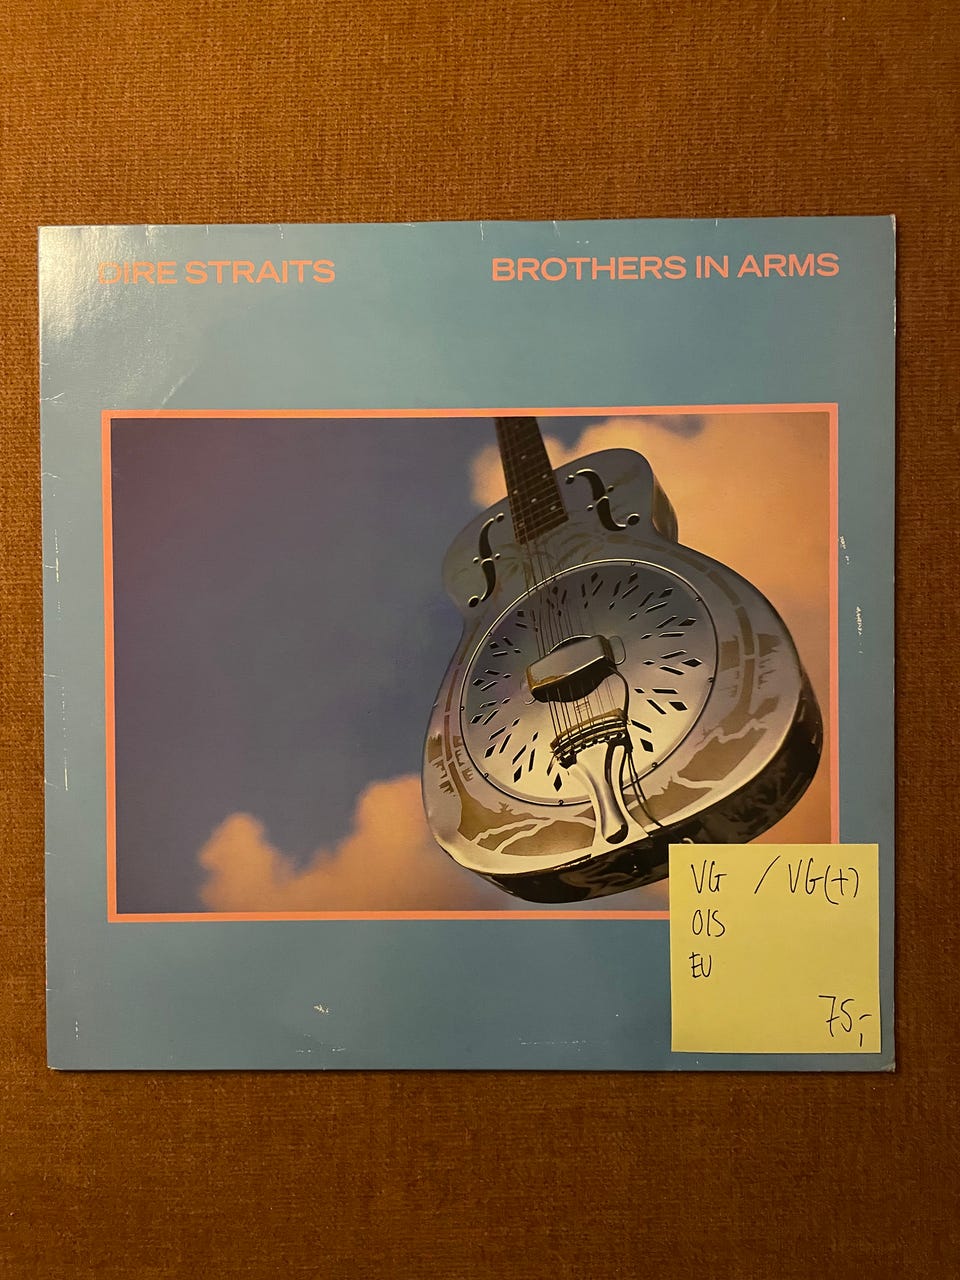 DIRE STRAITS BROTHERS IN ARMS
VG / VG(+)
OIS
EU
75,-